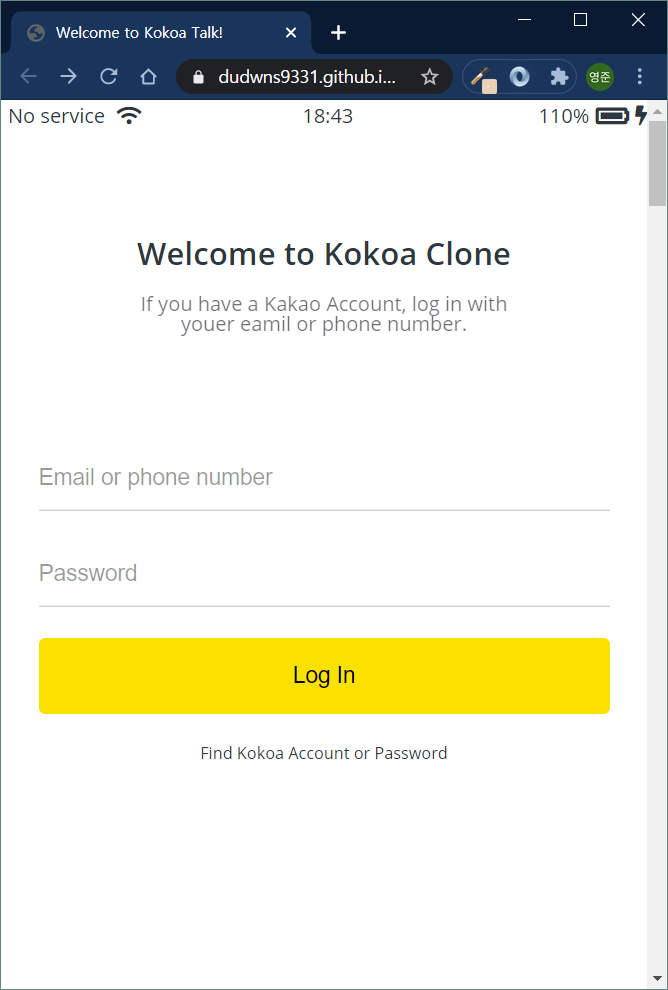 Welcome to Kokoa Talk!
dudwns9331.github.i...
영준
No service 18:43 110%
Welcome to Kokoa Clone
If you have a Kakao Account, log in with
youer eamil or phone number.
Email or phone number
Password
Log In
Find Kokoa Account or Password